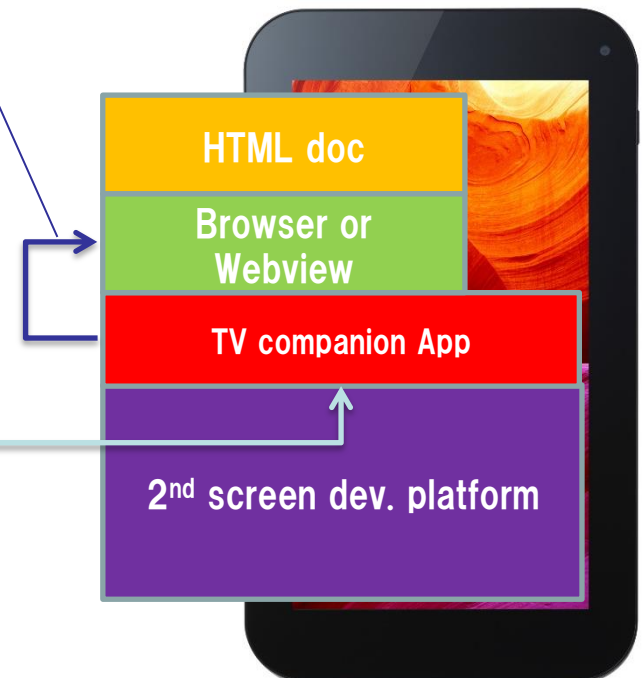 HTML doc
Browser or
Webview
TV companion App
2nd screen dev. platform